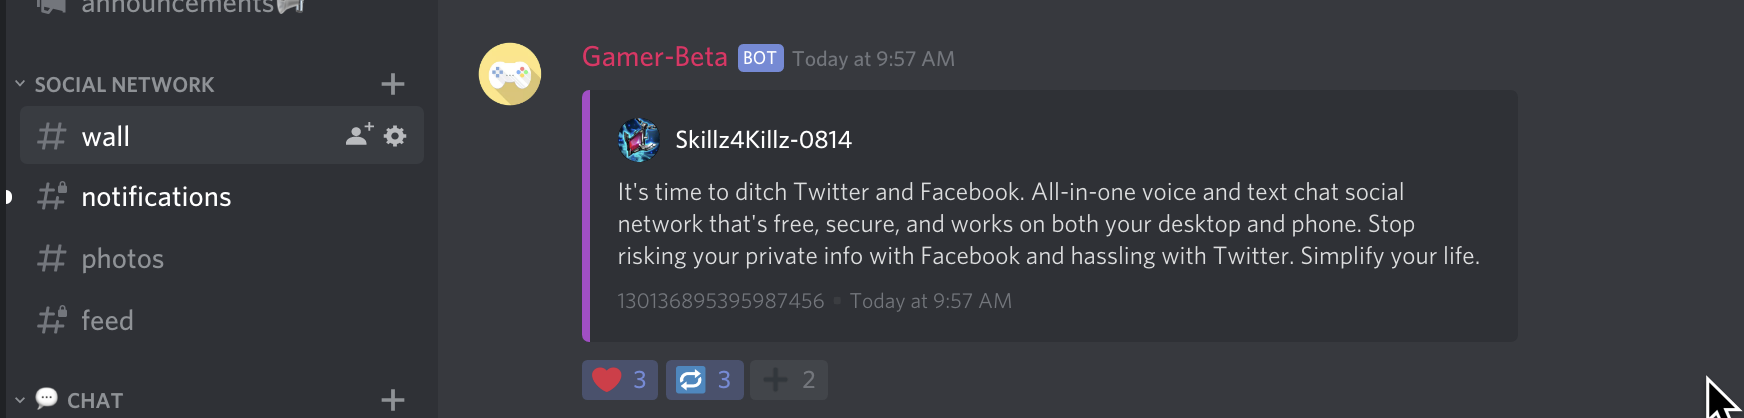 announcements
SOCIAL NETWORK
wall
notifications
photos
feed
CHAT
Gamer-Beta BOT Today at 9:57 AM
Skillz4Killz-0814
It's time to ditch Twitter and Facebook. All-in-one voice and text chat social
network that's free, secure, and works on both your desktop and phone. Stop
risking your private info with Facebook and hassling with Twitter. Simplify your life.
130136895395987456 • Today at 9:57 AM
3 3 2